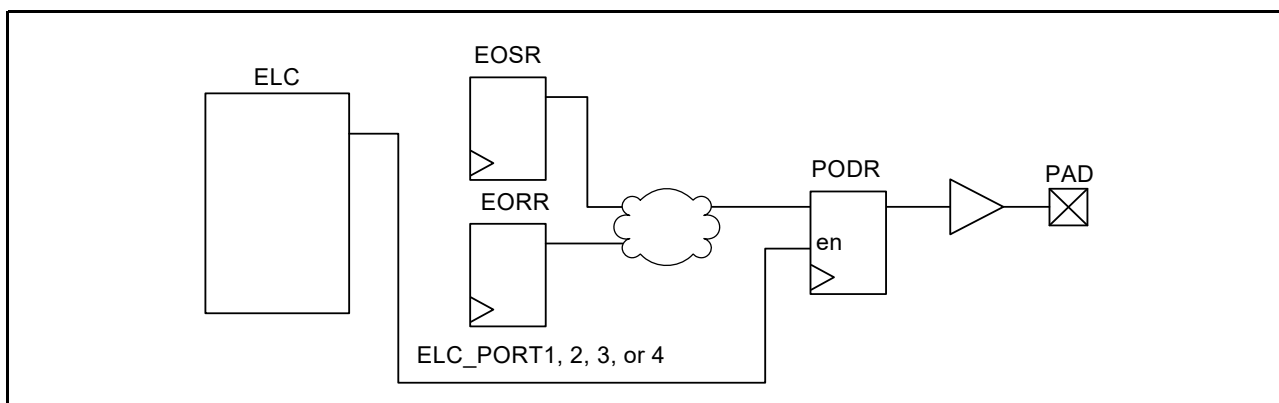 EOSR
ELC
PODR
PAD
EORR
en
ELC_PORT1, 2, 3, or 4